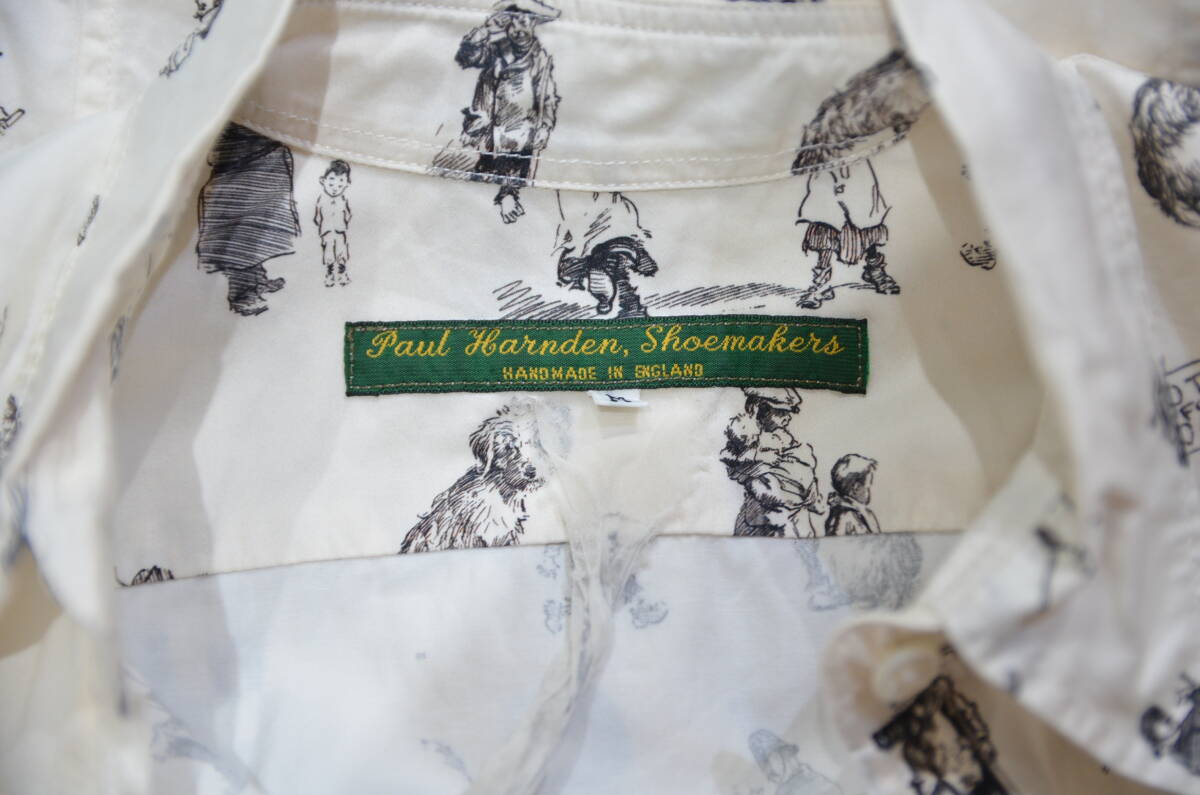 Paul Harnden, Shoemakers
HANDMADE IN ENGLAND
M